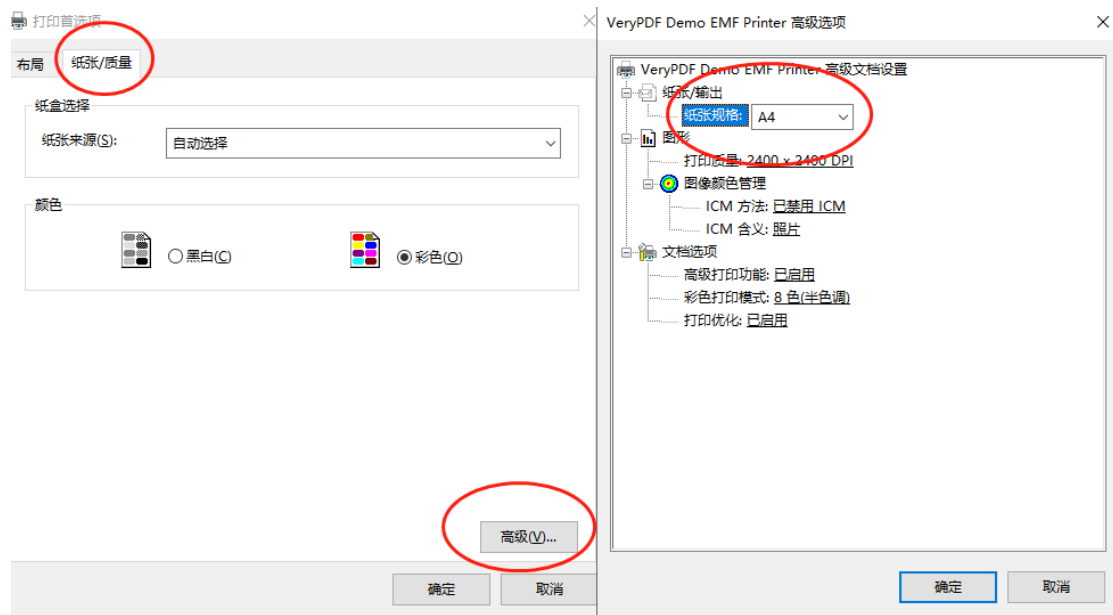 打印首选项
布局
纸张/质量
纸盒选择
纸张来源(S):
自动选择
颜色
黑白(C)
彩色(O)
高级(V)...
确定
取消
VeryPDF Demo EMF Printer 高级选项
VeryPDF Demo EMF Printer 高级文档设置
纸张/输出
纸张规格: A4
图形
打印质量: 2400 x 2400 DPI
图像颜色管理
ICM 方法: 已禁用 ICM
ICM 含义: 照片
文档选项
高级打印功能: 已启用
彩色打印模式: 8 色(半色调)
打印优化: 已启用
确定
取消